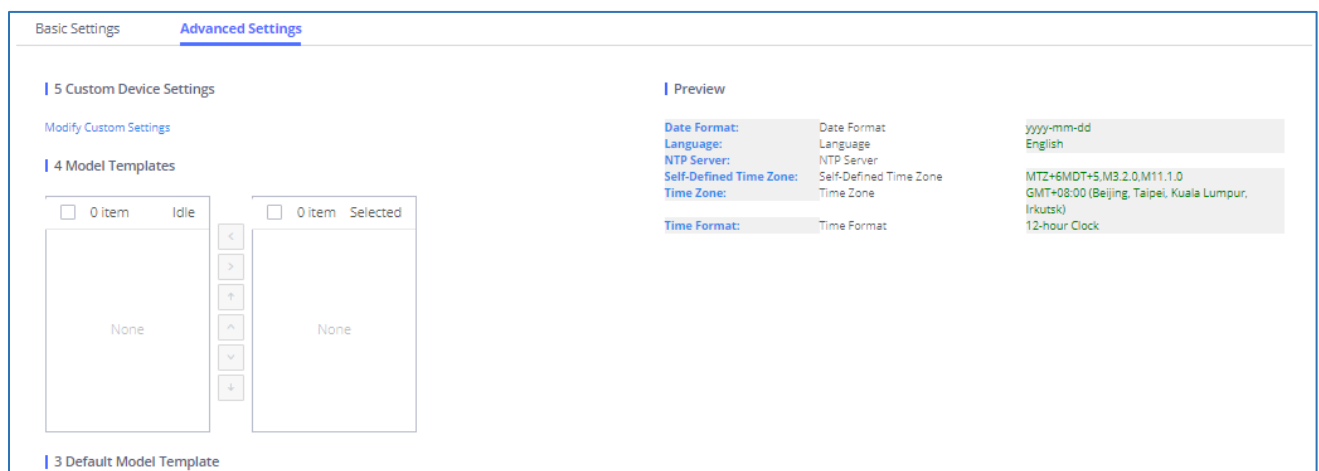 Basic Settings Advanced Settings
5 Custom Device Settings
Modify Custom Settings
4 Model Templates
0 item Idle
0 item Selected
None
None
3 Default Model Template
Preview
Date Format: Date Format yyyy-mm-dd
Language: Language English
NTP Server: NTP Server
Self-Defined Time Zone: Self-Defined Time Zone MTZ+6MDT+5,M3.2.0,M11.1.0
Time Zone: Time Zone GMT+08:00 (Beijing, Taipei, Kuala Lumpur,
Irkutsk)
Time Format: Time Format 12-hour Clock